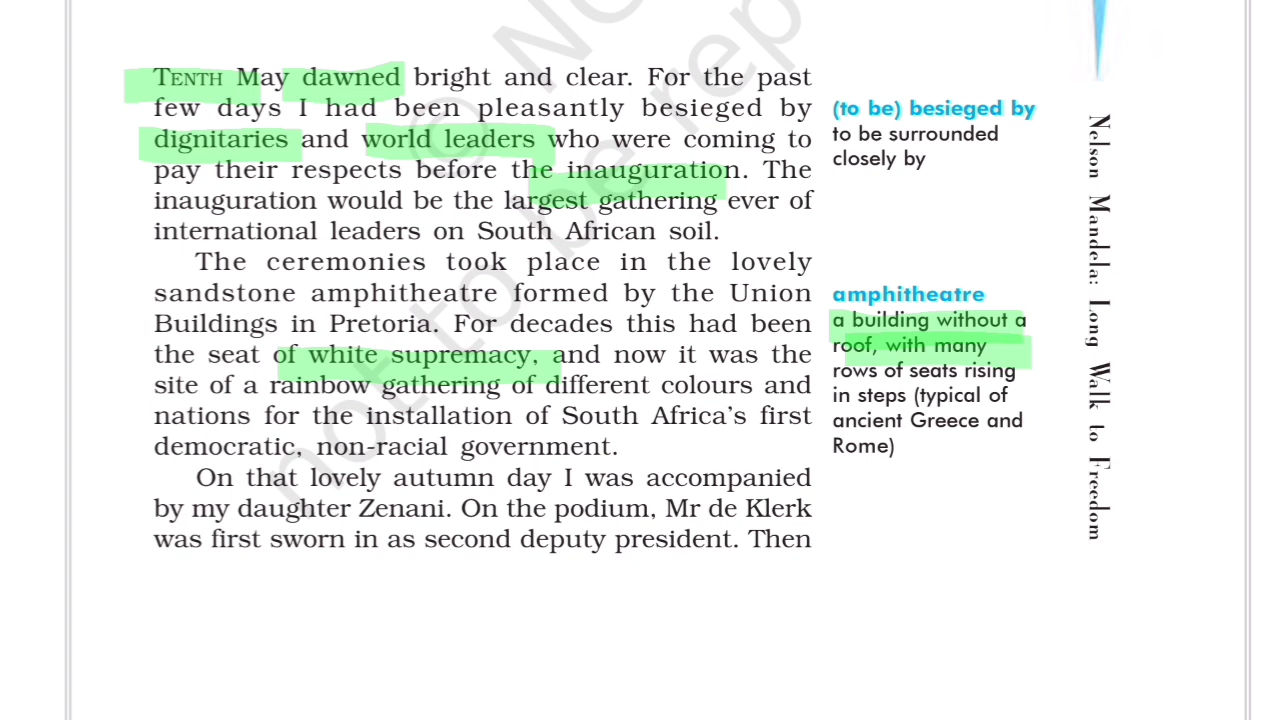 TENTH May dawned bright and clear. For the past
few days I had been pleasantly besieged by
dignitaries and world leaders who were coming to
pay their respects before the inauguration. The
inauguration would be the largest gathering ever of
international leaders on South African soil.
The ceremonies took place in the lovely
sandstone amphitheatre formed by the Union
Buildings in Pretoria. For decades this had been
the seat of white supremacy, and now it was the
site of a rainbow gathering of different colours and
nations for the installation of South Africa's first
democratic, non-racial government.
On that lovely autumn day I was accompanied
by my daughter Zenani. On the podium, Mr de Klerk
was first sworn in as second deputy president. Then
(to be) besieged by
to be surrounded
closely by
amphitheatre
a building without a
roof, with many
rows of seats rising
in steps (typical of
ancient Greece and
Rome)
Nelson Mandela: Long Walk to Freedom
© NO
not to be rep